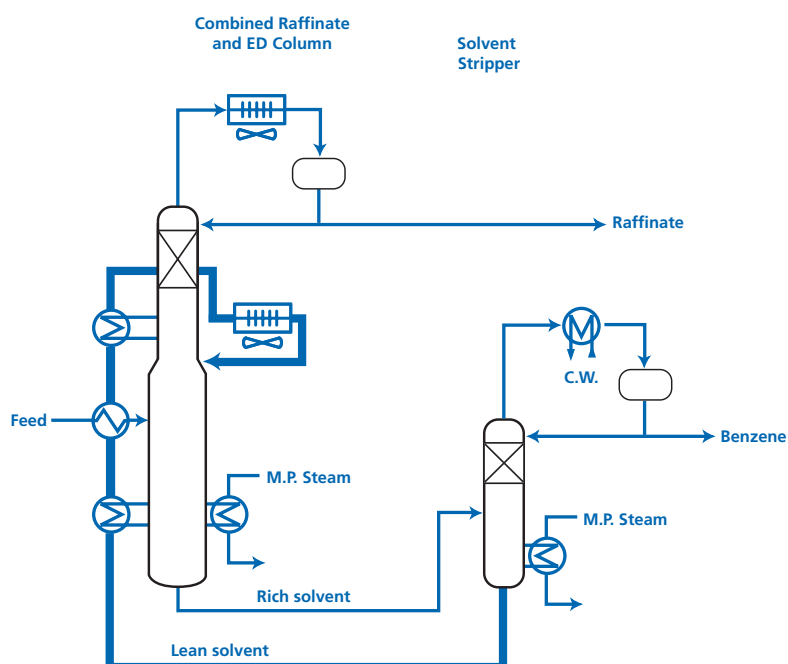 Combined Raffinate
and ED Column
Solvent
Stripper
Raffinate
C.W.
Feed
Benzene
M.P. Steam
M.P. Steam
Rich solvent
Lean solvent